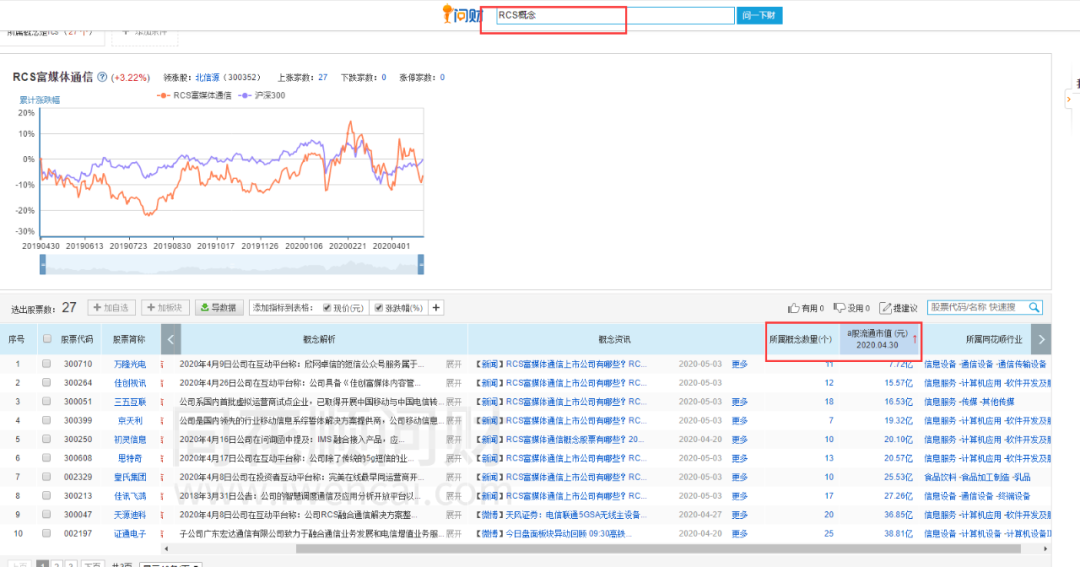 问财 RCS概念 问一下财
RCS富媒体通信 (+3.22%) 领涨股：北信源（300352） 上涨家数：27 下跌家数：0 涨停家数：0
累计涨跌幅 RCS富媒体通信 沪深300
20%
10%
0%
-10%
-20%
-30%
20190430 20190613 20190723 20190830 20191017 20191126 20200106 20200221 20200401
选出股票数：27 +加自选 +加板块 导数据 添加指标到表格： 现价(元) 涨跌幅(%) + 有用 0 没用 0 提建议 股票代码/名称 快速搜
序号 股票代码 股票简称 概念解析 概念资讯 所属概念数量(个) a股流通市值 (元) 2020.04.30 所属同花顺行业
1 300710 万隆光电 2020年4月9日公司在互动平台称：欣网卓信的短信公众号服务属于... 展开 【新闻】RCS富媒体通信上市公司有哪些？RC... 2020-05-03 更多 11 7.72亿 信息设备-通信设备-通信传输设备
2 300264 佳创视讯 2020年4月26日公司在互动平台称：公司具备《佳创富媒体内容管... 展开 【新闻】RCS富媒体通信上市公司有哪些？RC... 2020-05-03 12 15.57亿 信息服务-计算机应用-软件开发及服
3 300051 三五互联 公司系国内首批虚拟运营商试点企业，已取得开展中国移动与中国电信转... 展开 【新闻】RCS富媒体通信上市公司有哪些？RC... 2020-05-03 更多 18 16.53亿 信息服务-传媒-其他传媒
4 300399 京天利 公司是国内领先的行业移动信息系统整体解决方案提供商，公司移动信息... 展开 【新闻】RCS富媒体通信上市公司有哪些？RC... 2020-05-03 更多 7 19.32亿 信息服务-计算机应用-软件开发及服
5 300250 初灵信息 2020年4月16日公司在问询函中提及：IMS融合接入产品，应... 展开 【新闻】RCS富媒体通信概念股票有哪些？20... 2020-04-20 更多 10 20.10亿 信息服务-计算机应用-软件开发及服
6 300608 思特奇 2020年4月17日公司在互动平台称：公司除了传统的5g短信的业... 展开 【新闻】RCS富媒体通信上市公司有哪些？RC... 2020-05-03 更多 13 20.57亿 信息服务-计算机应用-软件开发及服
7 002329 皇氏集团 2020年4月8日公司在投资者互动平台称：完美在线最早同运营商开... 展开 【新闻】RCS富媒体通信上市公司有哪些？RC... 2020-05-03 更多 10 25.53亿 食品饮料-食品加工制造-乳品
8 300213 佳讯飞鸿 2018年3月31日公告：公司的智慧调度通信及应用分析开放平台以... 展开 【新闻】RCS富媒体通信上市公司有哪些？RC... 2020-05-03 更多 17 27.26亿 信息设备-通信设备-终端设备
9 300047 天源迪科 2020年4月8日公司在互动平台称：公司RCS融合通信解决方案整... 展开 【微博】天风证券：电信联通5GSA无线主设备... 2020-04-27 更多 20 36.85亿 信息服务-计算机应用-软件开发及服
10 002197 证通电子 子公司广东宏达通信有限公司致力于融合通信业务发展和电信增值业务服... 展开 【微博】今日盘面板块异动回顾 09:30高铁... 2020-04-20 更多 25 38.81亿 信息设备-计算机设备-计算机设备